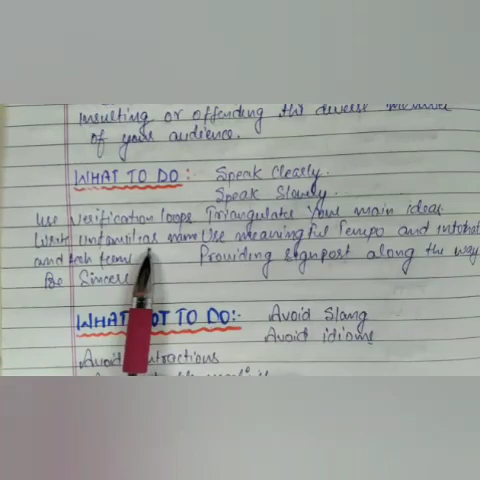 insulting or offending the diverse
of your audience.
WHAT TO DO: Speak Clearly.
Speak Slowly.
Use verification loops Triangulate Your main ideas
Write unfamiliar name Use meaningful Tempo and
and tech terms Providing signpost along the way
Be Sincere
WHAT NOT TO DO:- Avoid Slang
Avoid idioms
Avoid